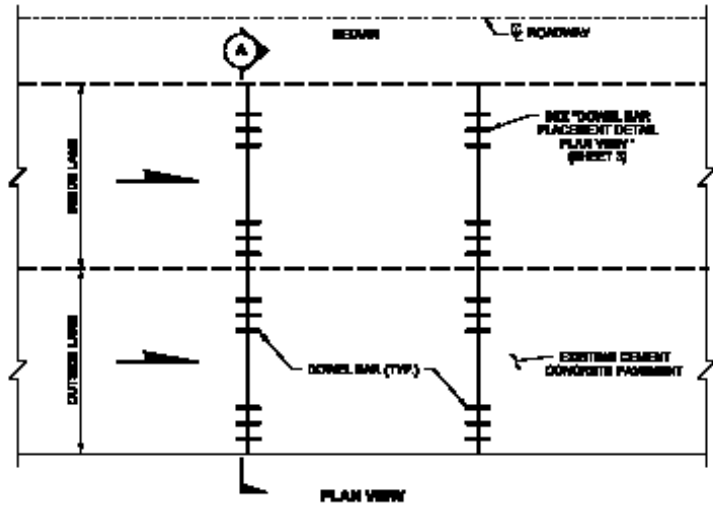 MEDIAN
℄ ROADWAY
A
SEE "DOWEL BAR
PLACEMENT DETAIL
PLAN VIEW"
(SHEET 3)
INSIDE LANE
OUTSIDE LANE
DOWEL BAR (TYP.)
EXISTING CEMENT
CONCRETE PAVEMENT
PLAN VIEW